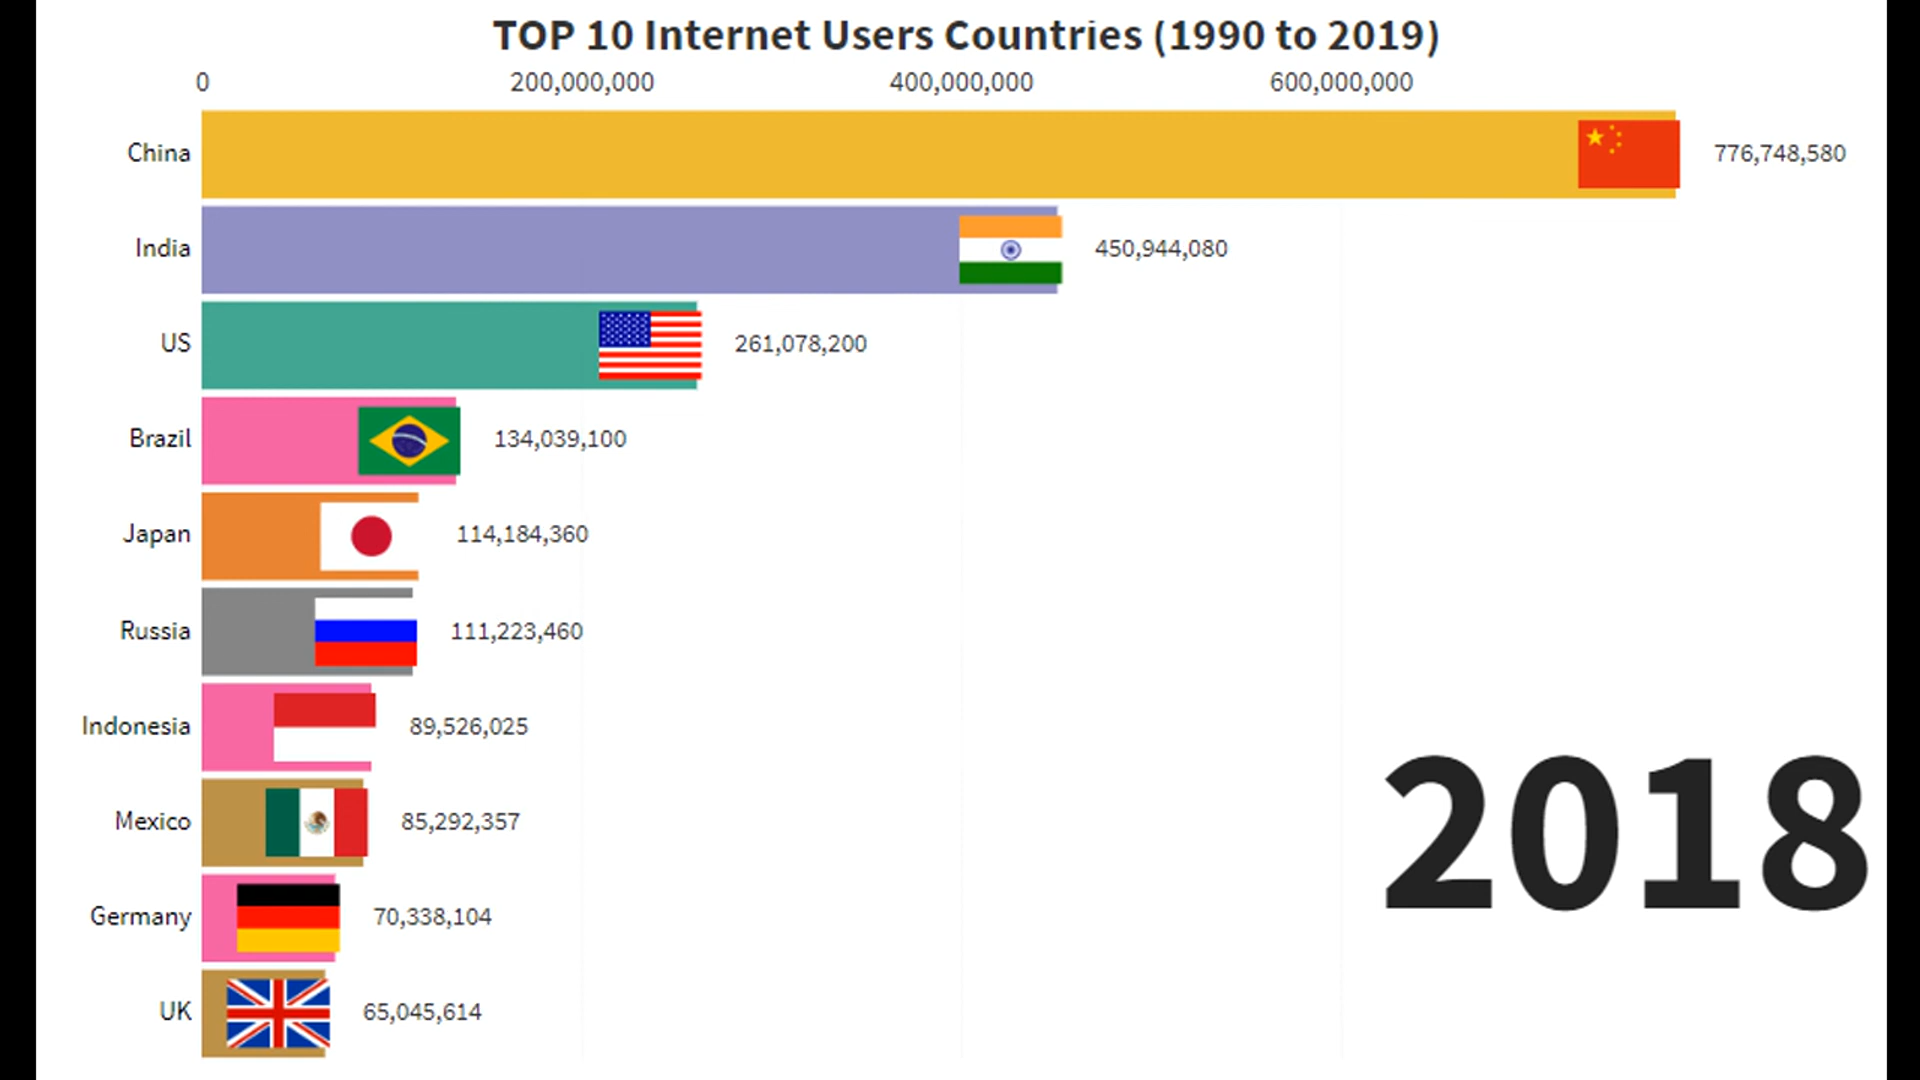 TOP 10 Internet Users Countries (1990 to 2019)
0 200,000,000 400,000,000 600,000,000
China 776,748,580
India 450,944,080
US 261,078,200
Brazil 134,039,100
Japan 114,184,360
Russia 111,223,460
Indonesia 89,526,025
Mexico 85,292,357
Germany 70,338,104
UK 65,045,614
2018